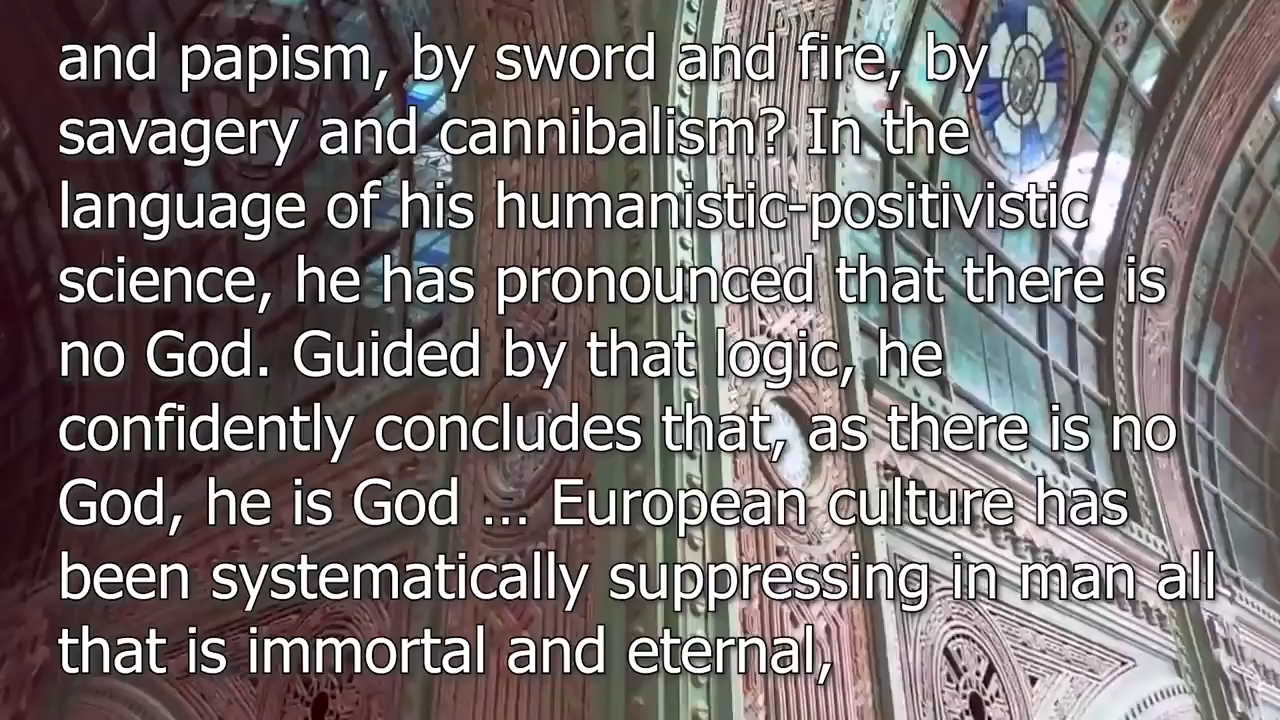 and papism, by sword and fire, by
savagery and cannibalism? In the
language of his humanistic-positivistic
science, he has pronounced that there is
no God. Guided by that logic, he
confidently concludes that, as there is no
God, he is God ... European culture has
been systematically suppressing in man all
that is immortal and eternal,